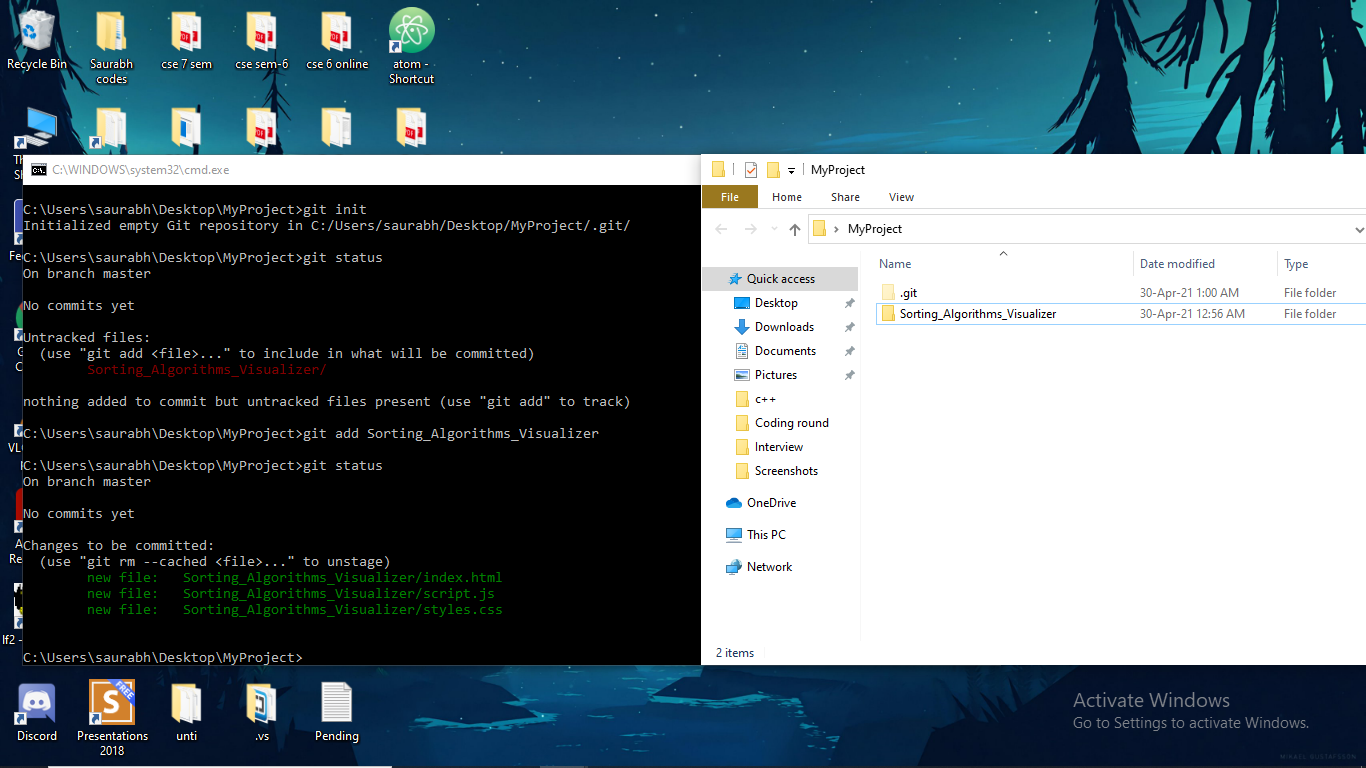 Recycle Bin
Saurabh
codes
cse 7 sem
cse sem-6
cse 6 online
atom -
Shortcut
C:\WINDOWS\system32\cmd.exe
C:\Users\saurabh\Desktop\MyProject>git init
Initialized empty Git repository in C:/Users/saurabh/Desktop/MyProject/.git/
C:\Users\saurabh\Desktop\MyProject>git status
On branch master
No commits yet
Untracked files:
(use "git add <file>..." to include in what will be committed)
Sorting_Algorithms_Visualizer/
nothing added to commit but untracked files present (use "git add" to track)
C:\Users\saurabh\Desktop\MyProject>git add Sorting_Algorithms_Visualizer
C:\Users\saurabh\Desktop\MyProject>git status
On branch master
No commits yet
Changes to be committed:
(use "git rm --cached <file>..." to unstage)
new file:   Sorting_Algorithms_Visualizer/index.html
new file:   Sorting_Algorithms_Visualizer/script.js
new file:   Sorting_Algorithms_Visualizer/styles.css
C:\Users\saurabh\Desktop\MyProject>
MyProject
File Home Share View
MyProject
Quick access
Desktop
Downloads
Documents
Pictures
c++
Coding round
Interview
Screenshots
OneDrive
This PC
Network
Name Date modified Type
.git 30-Apr-21 1:00 AM File folder
Sorting_Algorithms_Visualizer 30-Apr-21 12:56 AM File folder
2 items
Discord
FREE
S
Presentations
2018
unti
.vs
Pending
Activate Windows
Go to Settings to activate Windows.